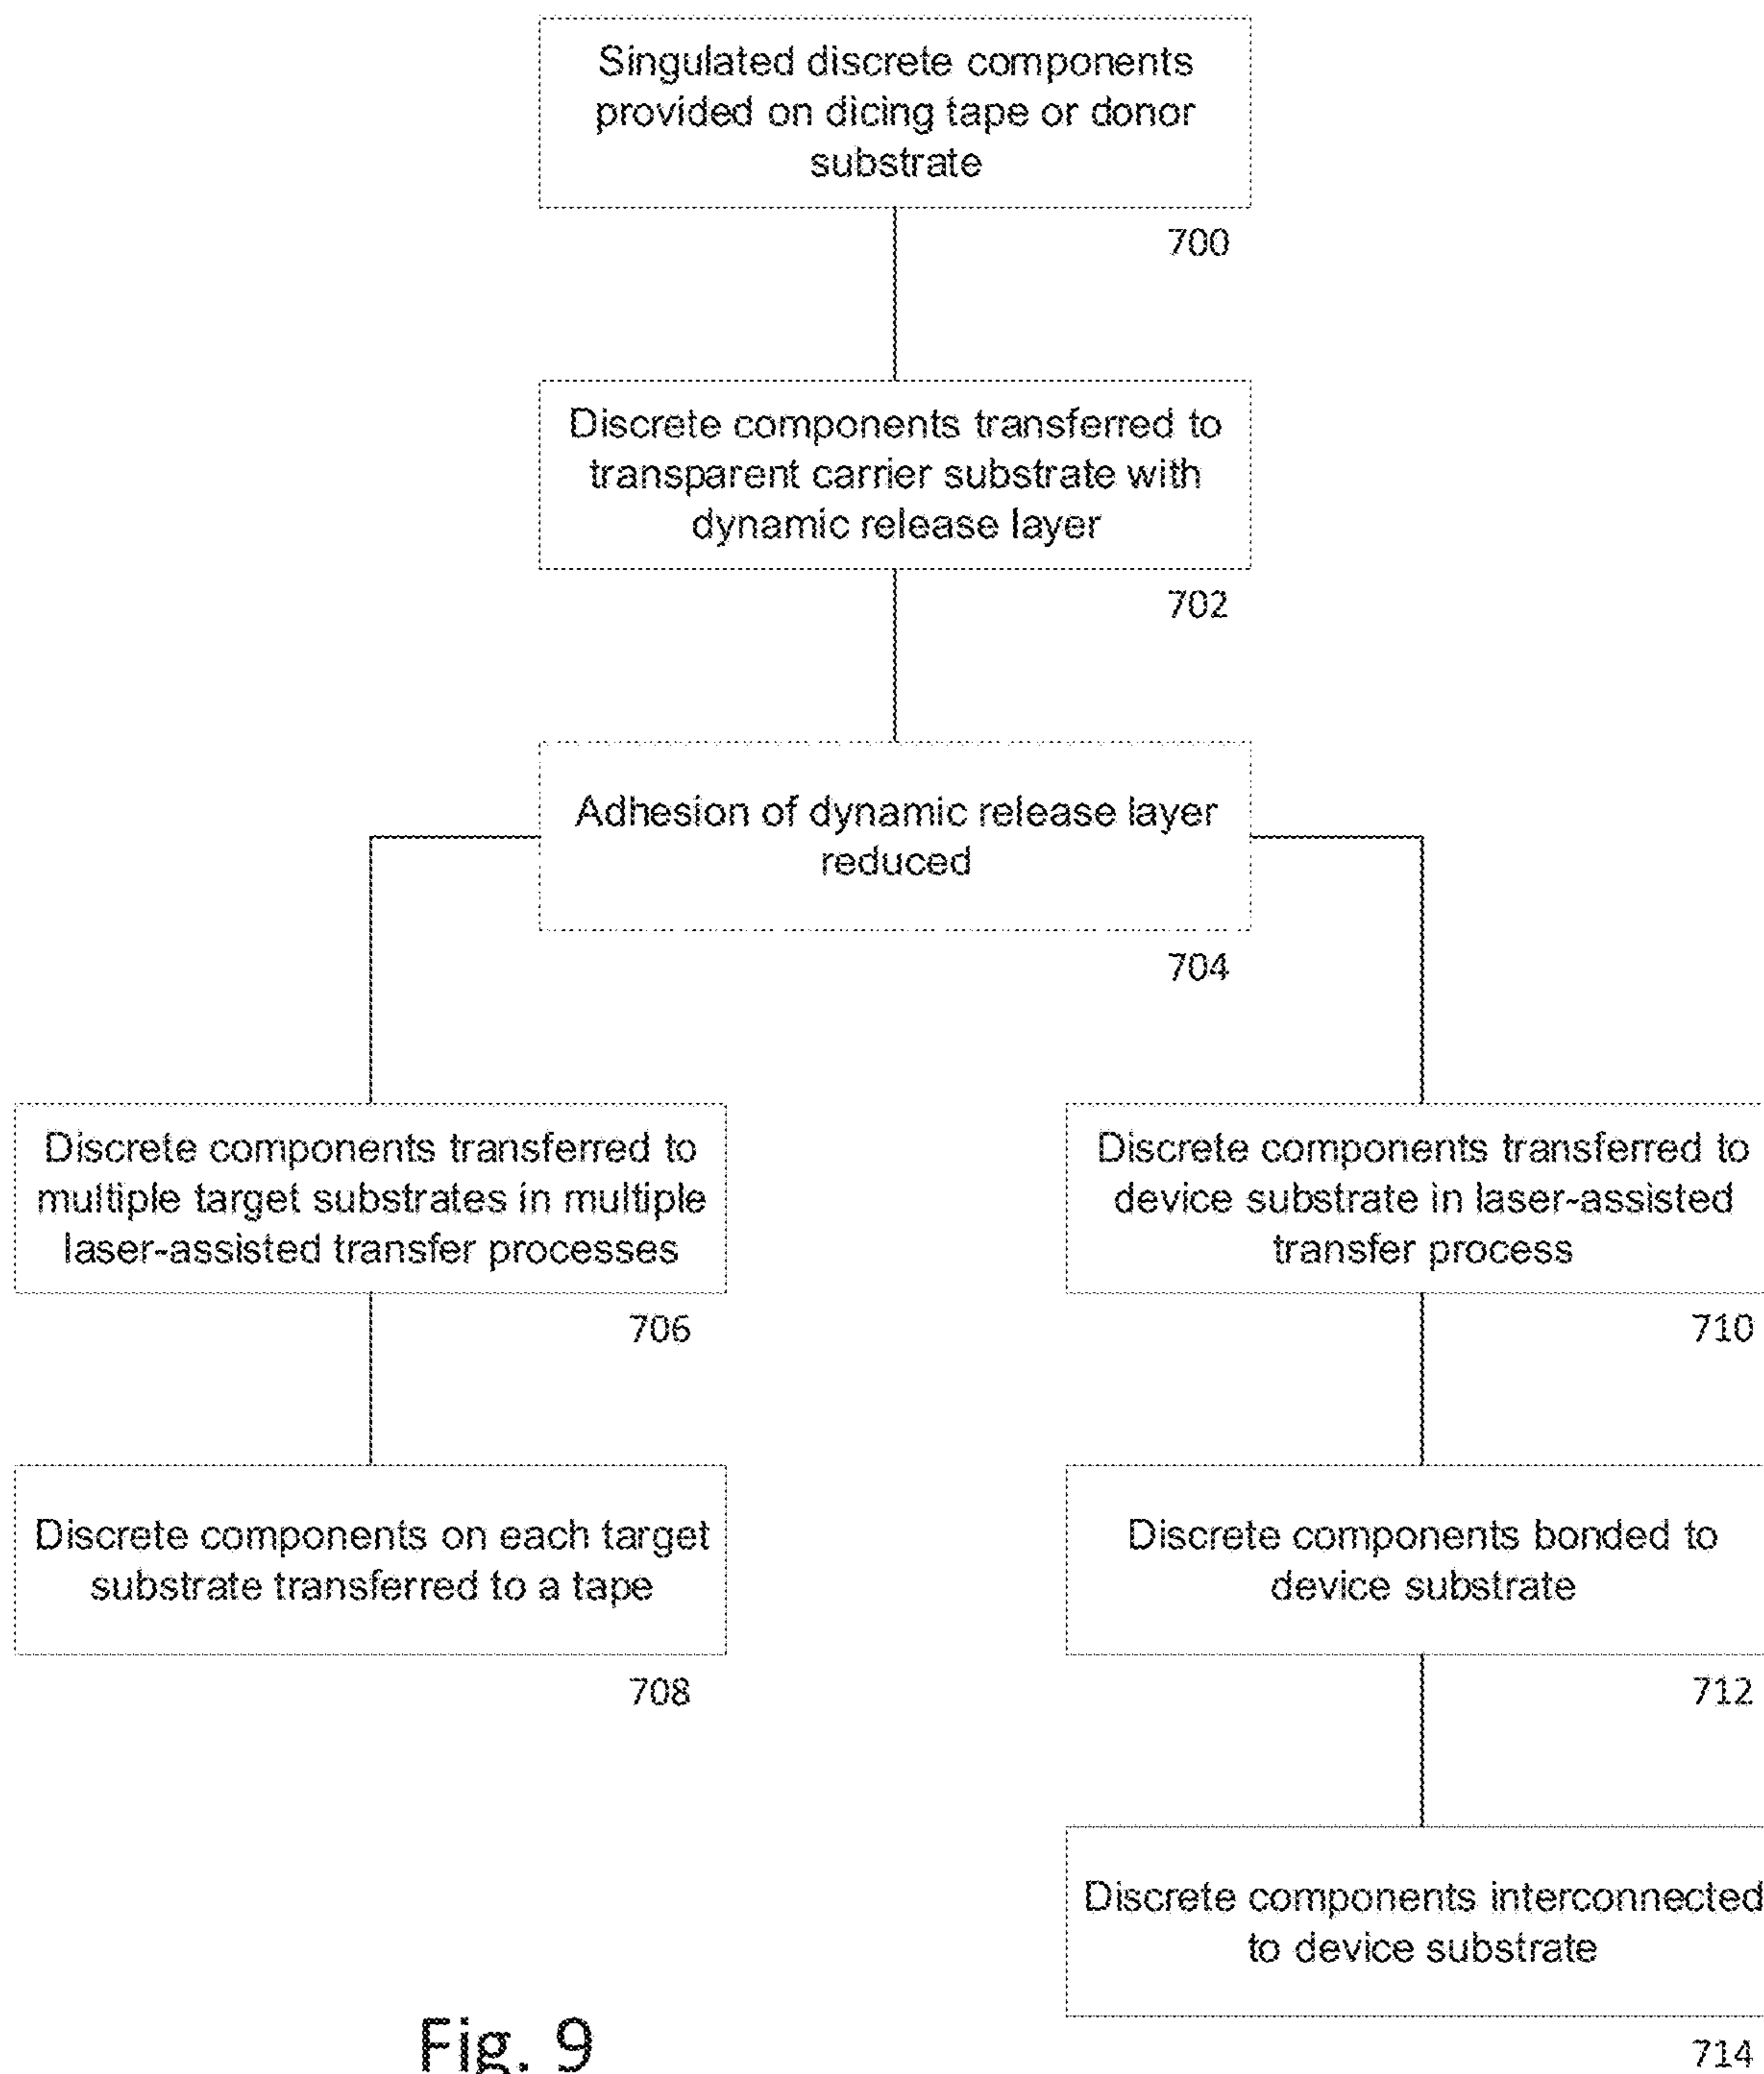 Singulated discrete components
provided on dicing tape or donor
substrate
700
Discrete components transferred to
transparent carrier substrate with
dynamic release layer
702
Adhesion of dynamic release layer
reduced
704
Discrete components transferred to
multiple target substrates in multiple
laser-assisted transfer processes
706
Discrete components on each target
substrate transferred to a tape
708
Discrete components transferred to
device substrate in laser-assisted
transfer process
710
Discrete components bonded to
device substrate
712
Discrete components interconnected
to device substrate
714
Fig. 9